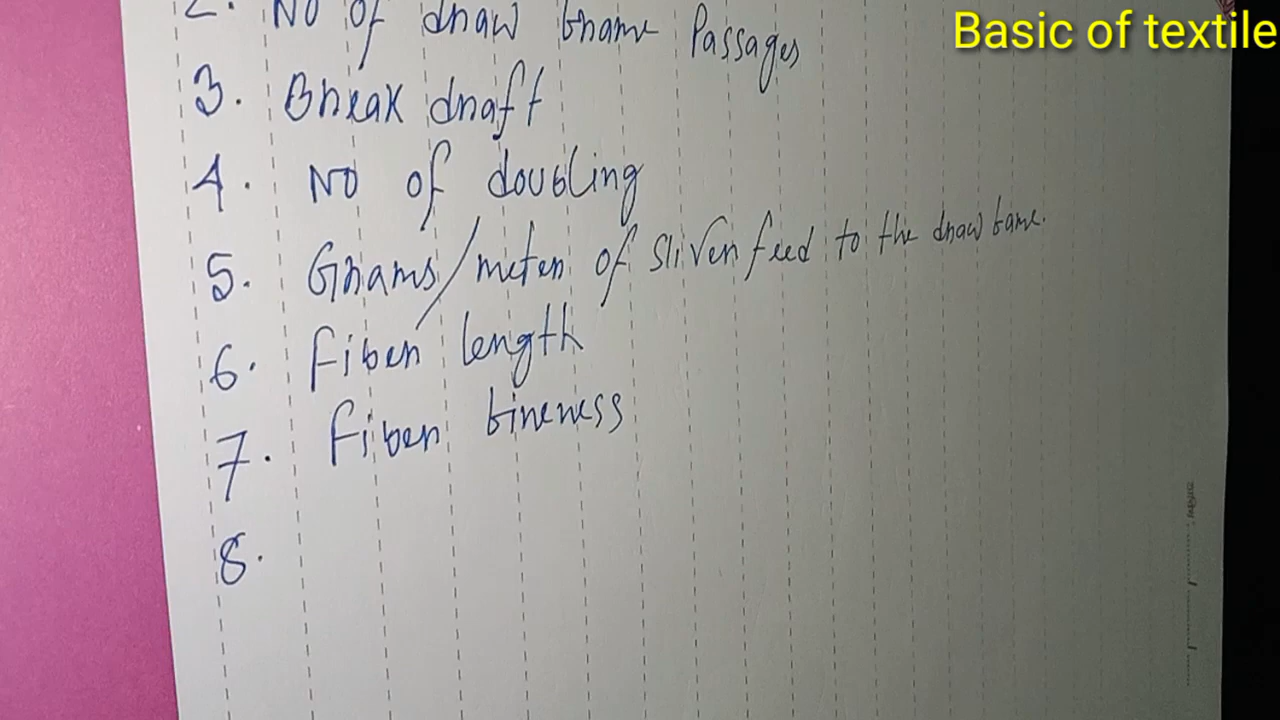 Basic of textile
2. No of draw frame Passages
3. Break draft
4. No of doubling
5. Grams/meter of sliver feed to the draw fame.
6. Fiber length
7. Fiber fineness
8.